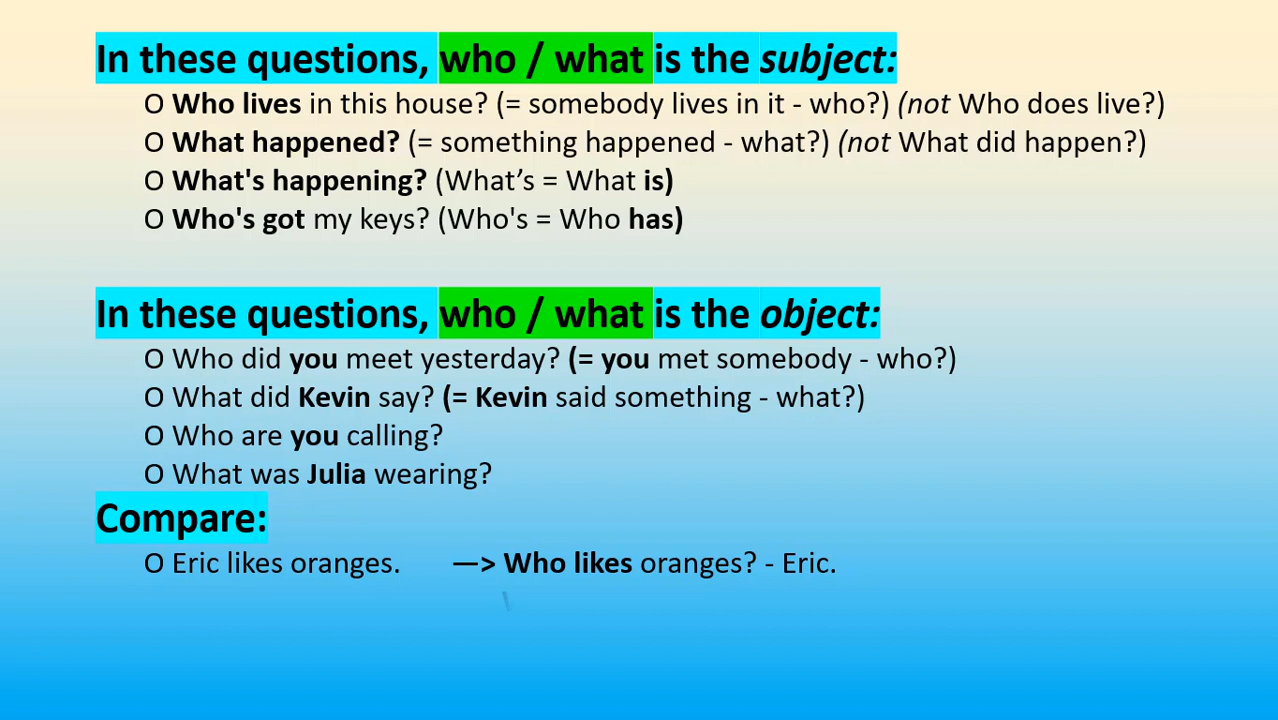 In these questions, who / what is the subject:
O Who lives in this house? (= somebody lives in it - who?) (not Who does live?)
O What happened? (= something happened - what?) (not What did happen?)
O What's happening? (What’s = What is)
O Who's got my keys? (Who's = Who has)
In these questions, who / what is the object:
O Who did you meet yesterday? (= you met somebody - who?)
O What did Kevin say? (= Kevin said something - what?)
O Who are you calling?
O What was Julia wearing?
Compare:
O Eric likes oranges. —> Who likes oranges? - Eric.